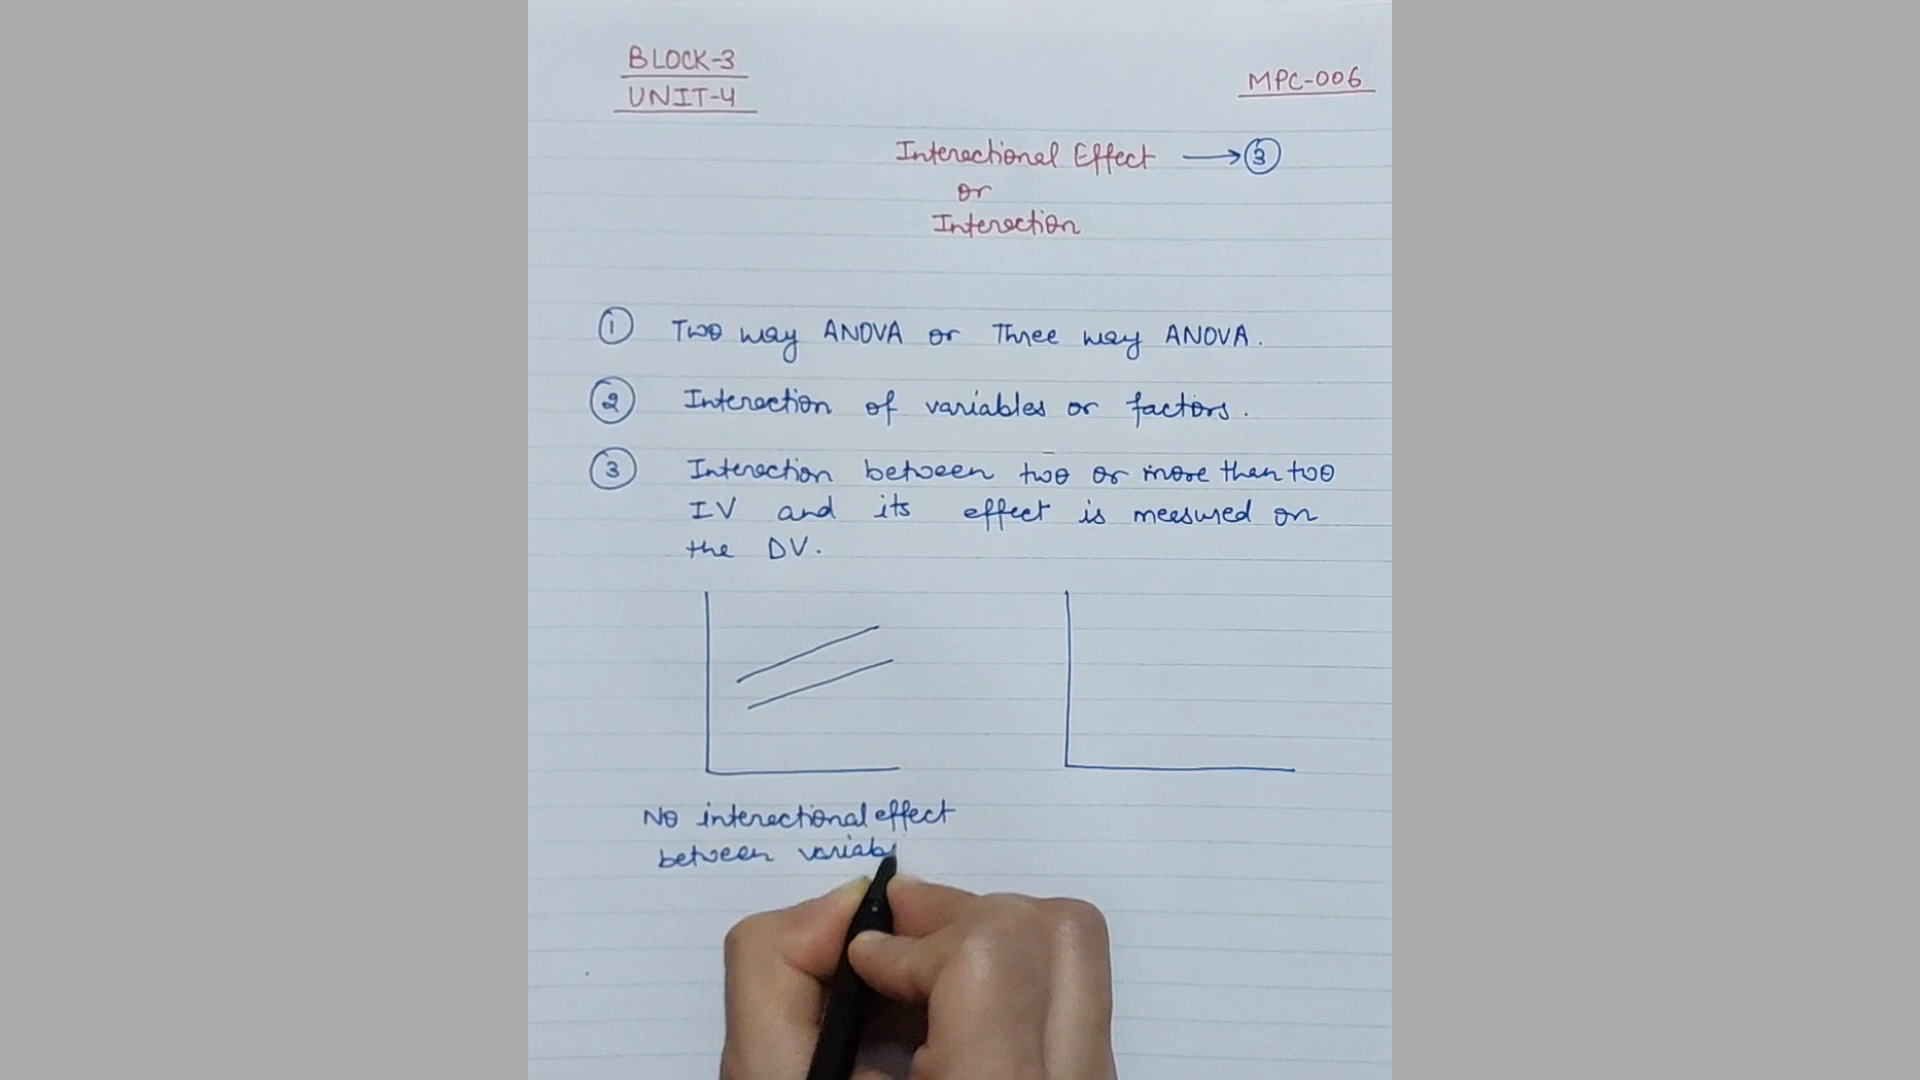 BLOCK-3
UNIT-4
MPC-006
Interactional Effect → ③
or
Interaction
① Two way ANOVA or Three way ANOVA.
② Interaction of variables or factors.
③ Interaction between two or more than two
IV and its effect is measured on
the DV.
No interactional effect
between variab